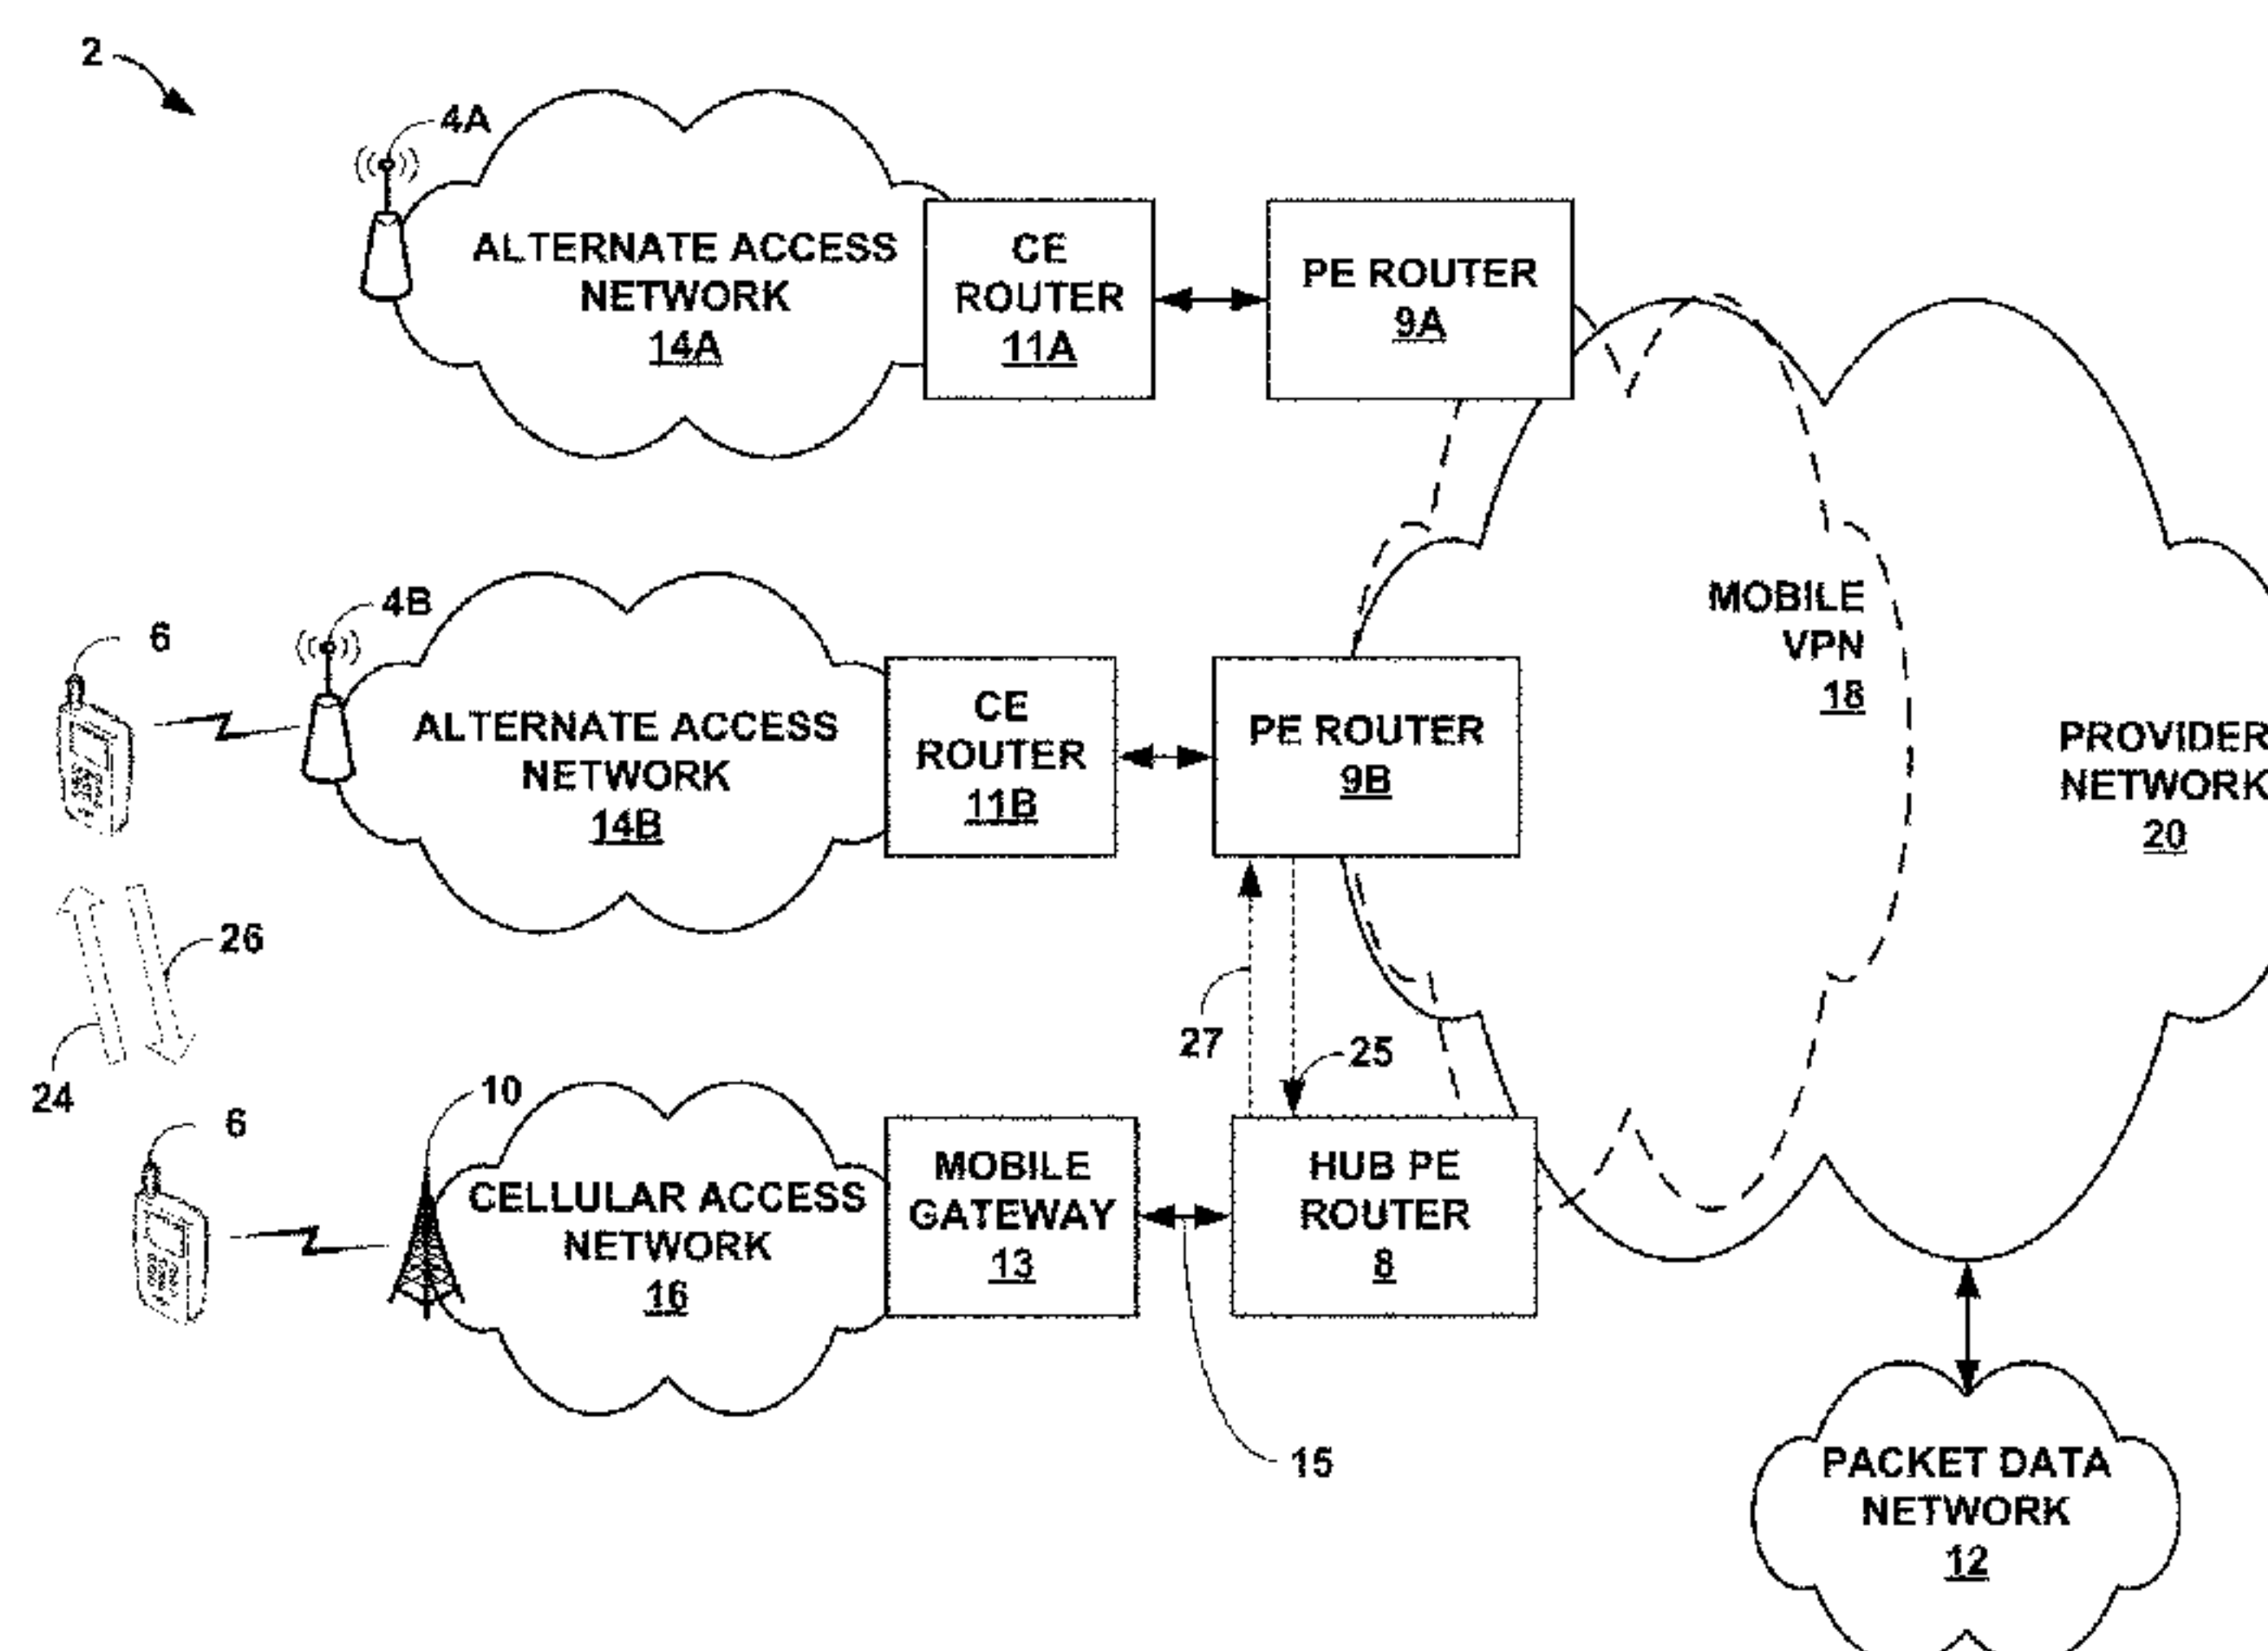 2
4A
ALTERNATE ACCESS
NETWORK
14A
CE
ROUTER
11A
PE ROUTER
9A
6
4B
ALTERNATE ACCESS
NETWORK
14B
CE
ROUTER
11B
PE ROUTER
9B
MOBILE
VPN
18
PROVIDER
NETWORK
20
26
24
27
25
6
10
CELLULAR ACCESS
NETWORK
16
MOBILE
GATEWAY
13
HUB PE
ROUTER
8
15
PACKET DATA
NETWORK
12